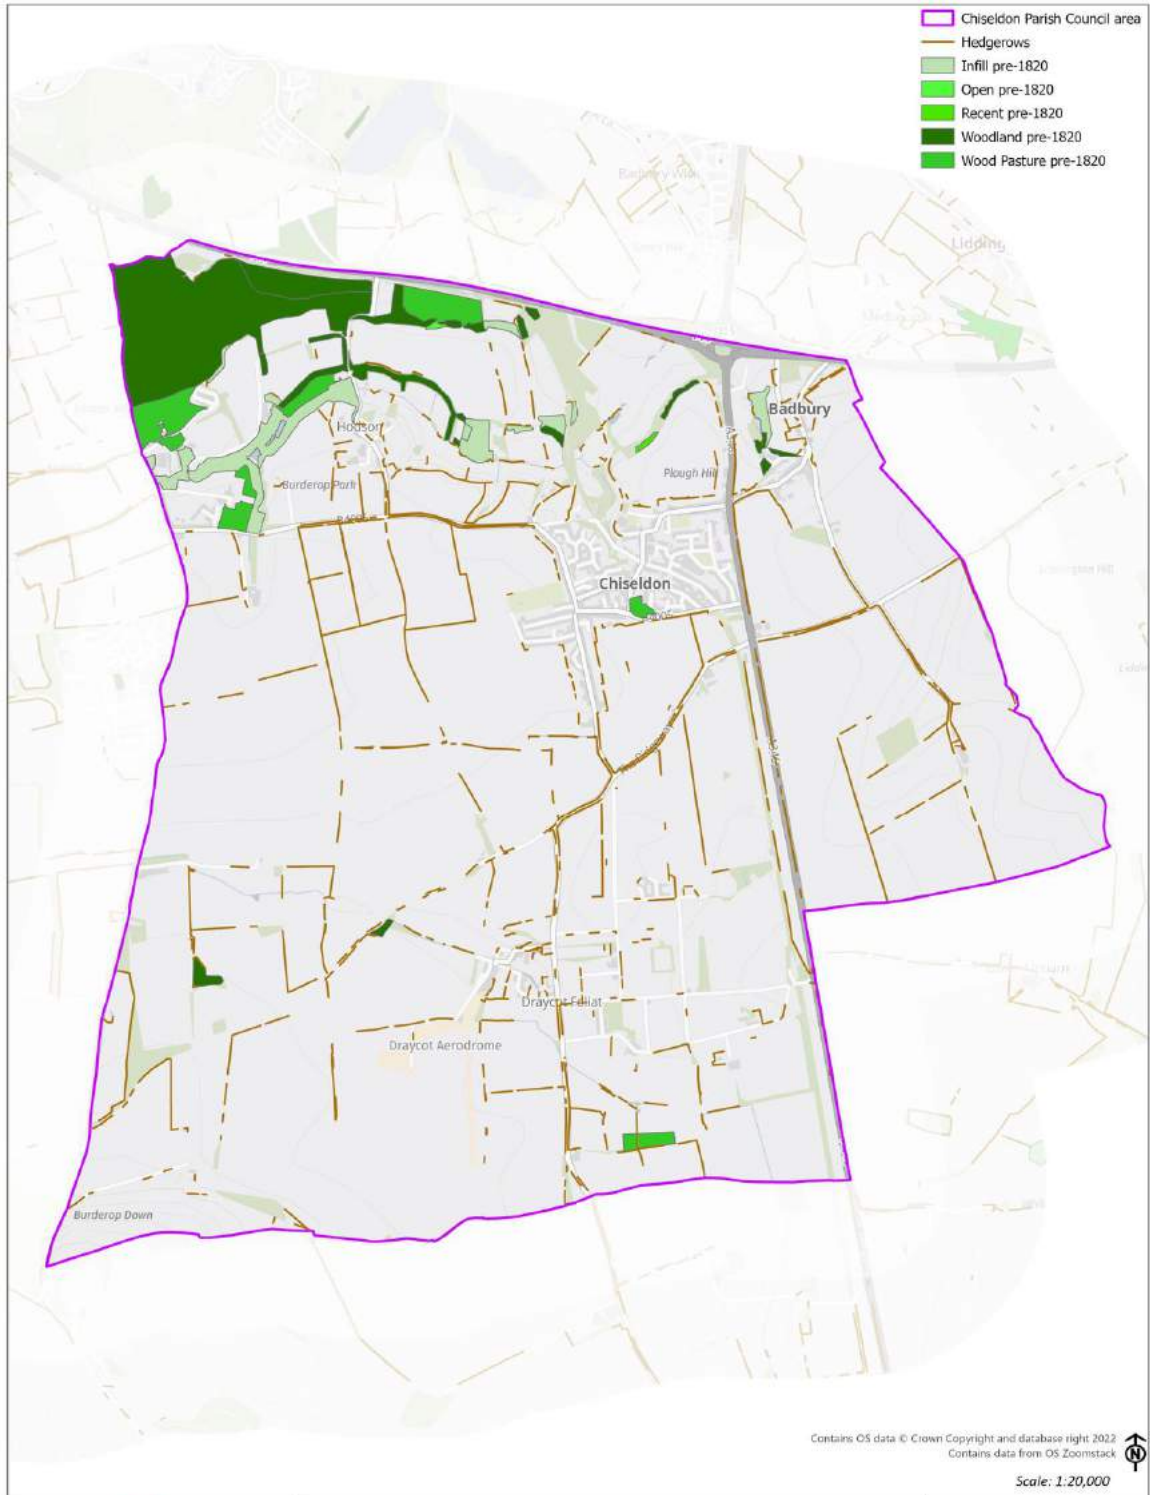 Chiseldon Parish Council area
Hedgerows
Infill pre-1820
Open pre-1820
Recent pre-1820
Woodland pre-1820
Wood Pasture pre-1820
Lidding
Badbury
Hodson
Plough Hill
Burderop Park
Chiseldon
Draycot Foliat
Draycot Aerodrome
Burderop Down
Contains OS data © Crown Copyright and database right 2022
Contains data from OS Zoomstack
N
Scale: 1:20,000